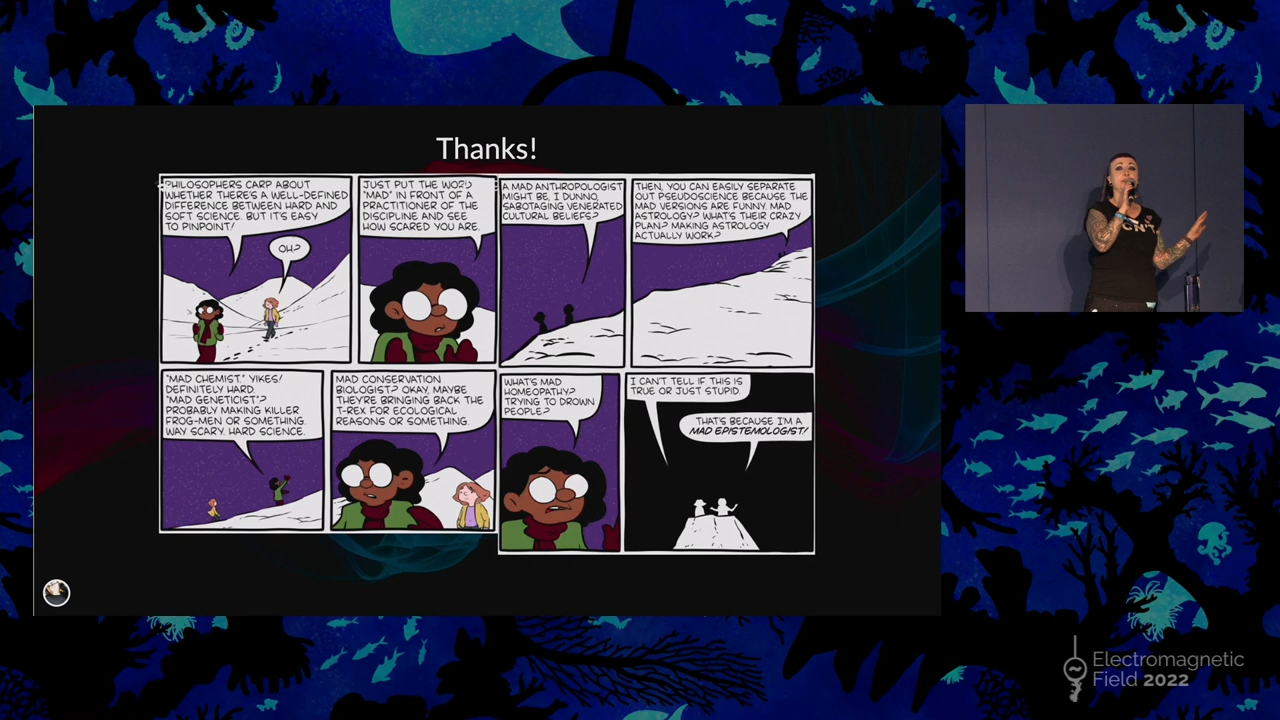 Thanks!
PHILOSOPHERS CARP ABOUT
WHETHER THERE'S A WELL-DEFINED
DIFFERENCE BETWEEN HARD AND
SOFT SCIENCE. BUT IT'S EASY
TO PINPOINT!
OH?
JUST PUT THE WORD
"MAD" IN FRONT OF A
PRACTITIONER OF THE
DISCIPLINE AND SEE
HOW SCARED YOU ARE.
"MAD CHEMIST." YIKES!
DEFINITELY HARD.
"MAD GENETICIST"?
PROBABLY MAKING KILLER
FROG-MEN OR SOMETHING.
WAY SCARY. HARD SCIENCE.
MAD CONSERVATION
BIOLOGIST? OKAY, MAYBE
THEY'RE BRINGING BACK THE
T-REX FOR ECOLOGICAL
REASONS OR SOMETHING.
A MAD ANTHROPOLOGIST
MIGHT BE, I DUNNO,
SABOTAGING VENERATED
CULTURAL BELIEFS?
THEN, YOU CAN EASILY SEPARATE
OUT PSEUDOSCIENCE BECAUSE THE
MAD VERSIONS ARE FUNNY. MAD
ASTROLOGY? WHAT'S THEIR CRAZY
PLAN? MAKING ASTROLOGY
ACTUALLY WORK?
WHAT'S MAD
HOMEOPATHY?
TRYING TO DROWN
PEOPLE?
I CAN'T TELL IF THIS IS
TRUE OR JUST STUPID.
THAT'S BECAUSE I'M A
MAD EPISTEMOLOGIST!
Electromagnetic
Field 2022